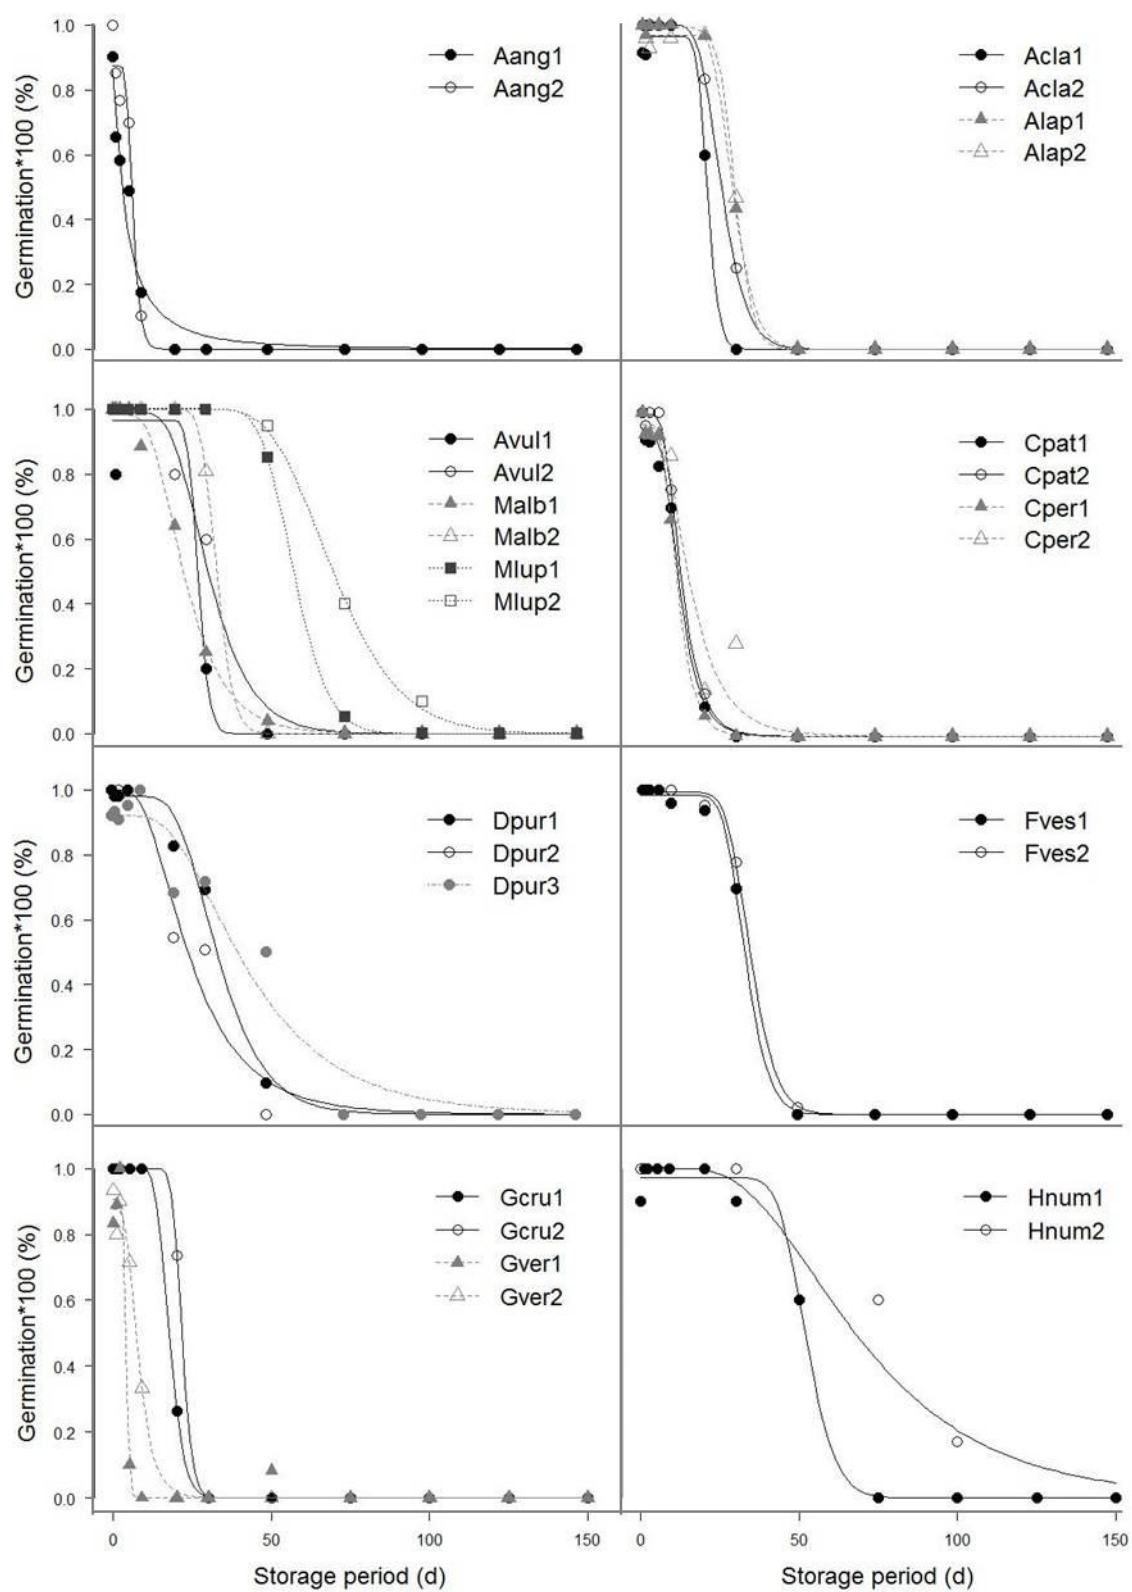 Germination*100 (%)
1.0
0.8
0.6
0.4
0.2
0.0
Aang1
Aang2
Acla1
Acla2
Alap1
Alap2
Germination*100 (%)
1.0
0.8
0.6
0.4
0.2
0.0
Avul1
Avul2
Malb1
Malb2
Mlup1
Mlup2
Cpat1
Cpat2
Cper1
Cper2
Germination*100 (%)
1.0
0.8
0.6
0.4
0.2
0.0
Dpur1
Dpur2
Dpur3
Fves1
Fves2
Germination*100 (%)
1.0
0.8
0.6
0.4
0.2
0.0
Gcru1
Gcru2
Gver1
Gver2
Hnum1
Hnum2
0 50 100 150
0 50 100 150
Storage period (d)
Storage period (d)